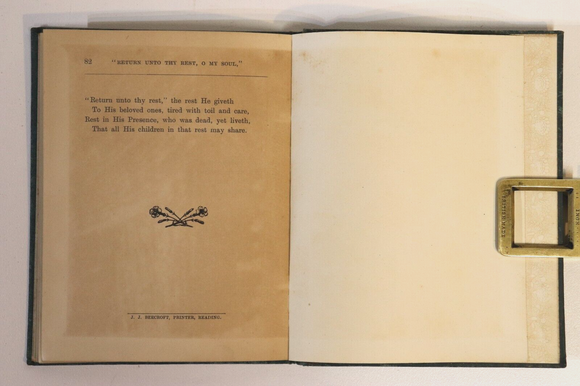 82 "RETURN UNTO THY REST, O MY SOUL,"
"Return unto thy rest," the rest He giveth
To His beloved ones, tired with toil and care,
Rest in His Presence, who was dead, yet liveth,
That all His children in that rest may share.
J. J. BEECROFT, PRINTER, READING.